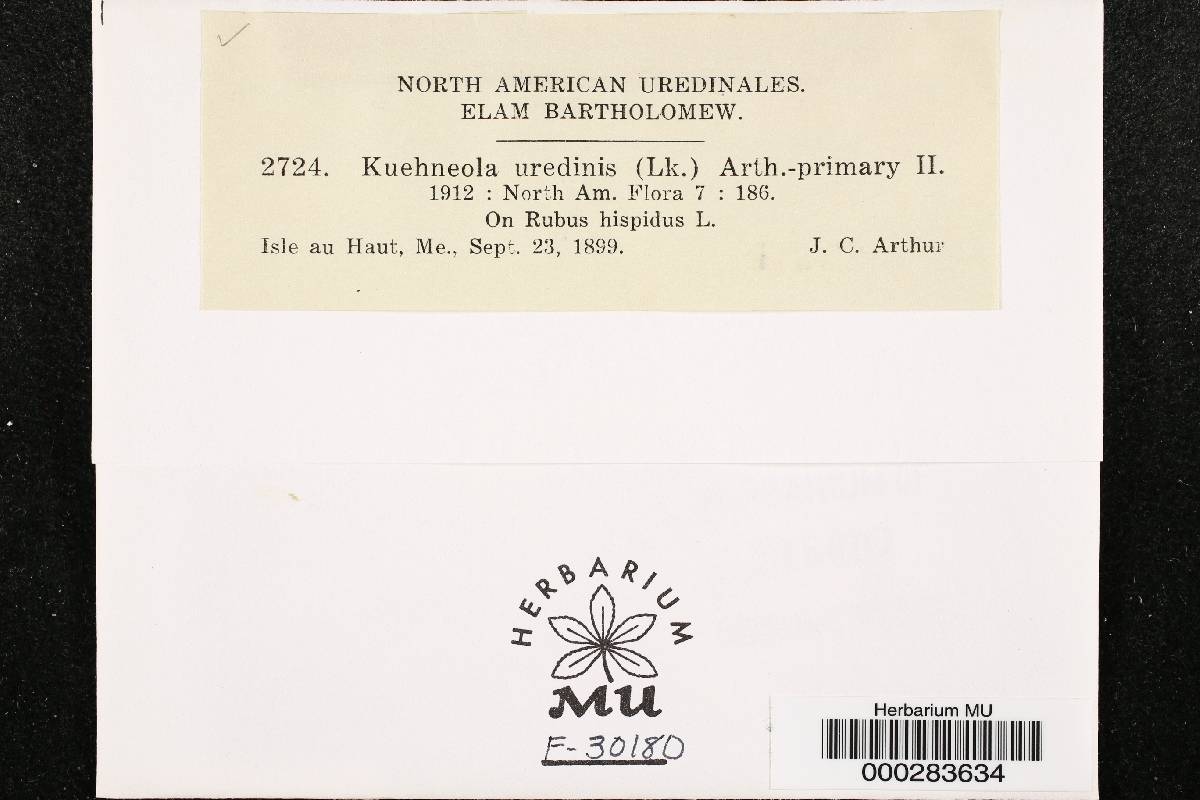 NORTH AMERICAN UREDINALES.
ELAM BARTHOLOMEW.
2724. Kuehneola uredinis (Lk.) Arth.-primary II.
1912 : North Am. Flora 7 : 186.
On Rubus hispidus L.
Isle au Haut, Me., Sept. 23, 1899. J. C. Arthur
HERBARIUM
MU
F-30180
Herbarium MU
000283634